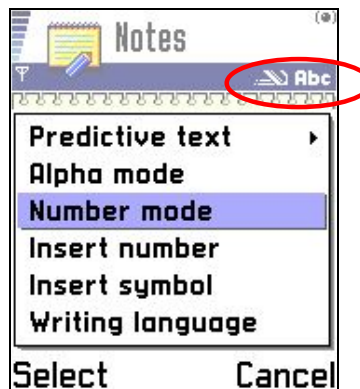 Notes
Abc
Predictive text
Alpha mode
Number mode
Insert number
Insert symbol
Writing language
Select Cancel